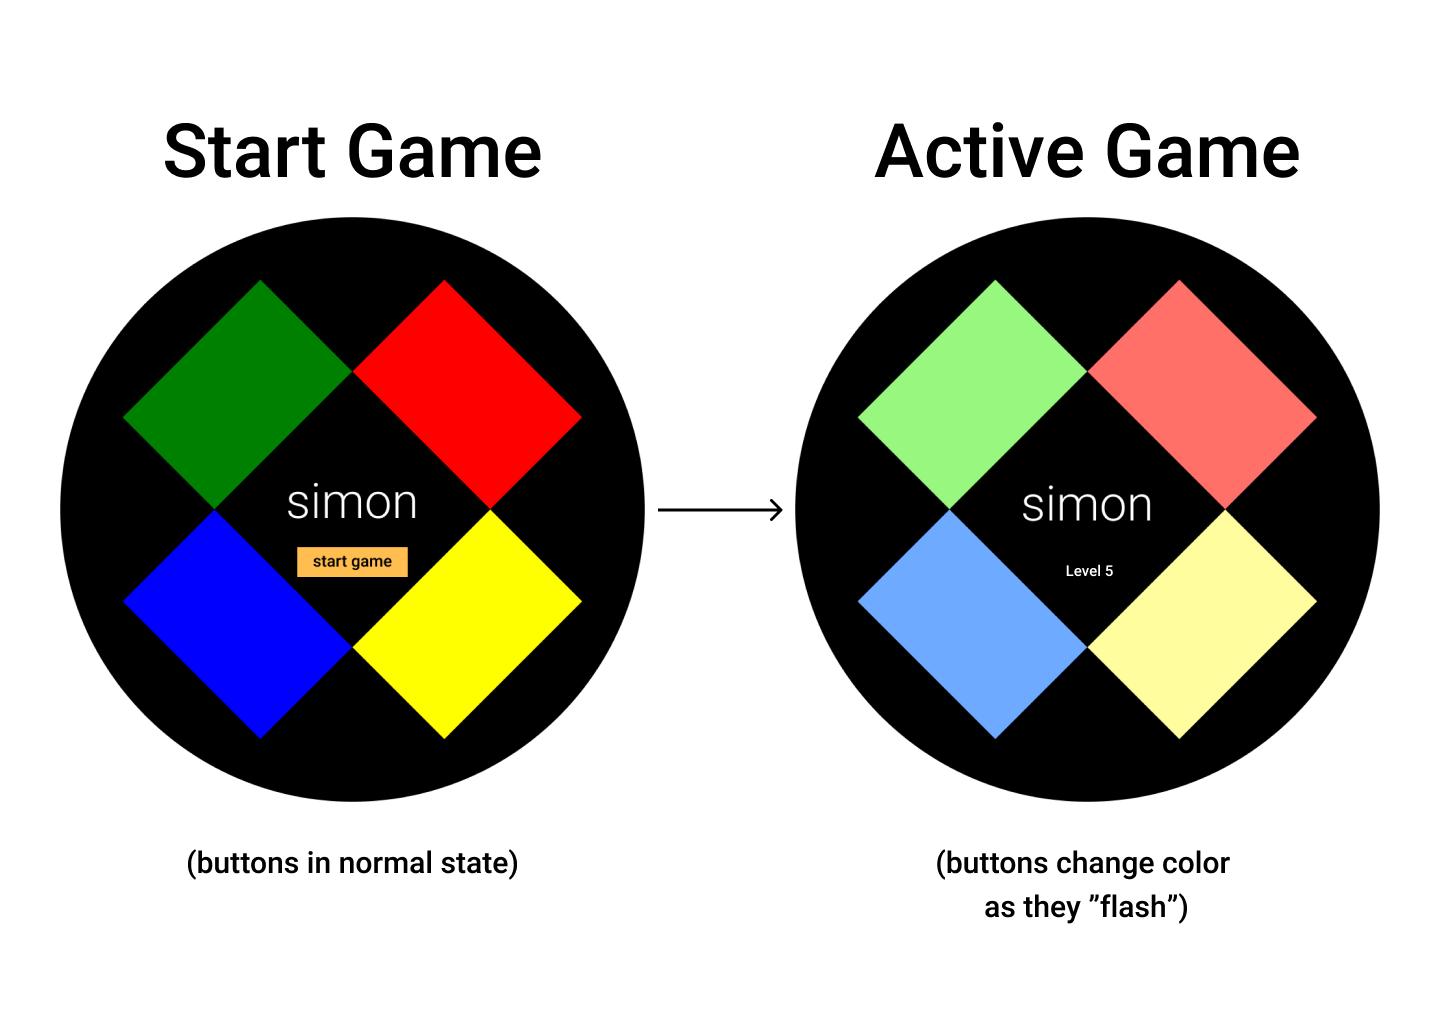 Start Game
Active Game
simon
start game
simon
Level 5
(buttons in normal state)
(buttons change color
as they ”flash”)